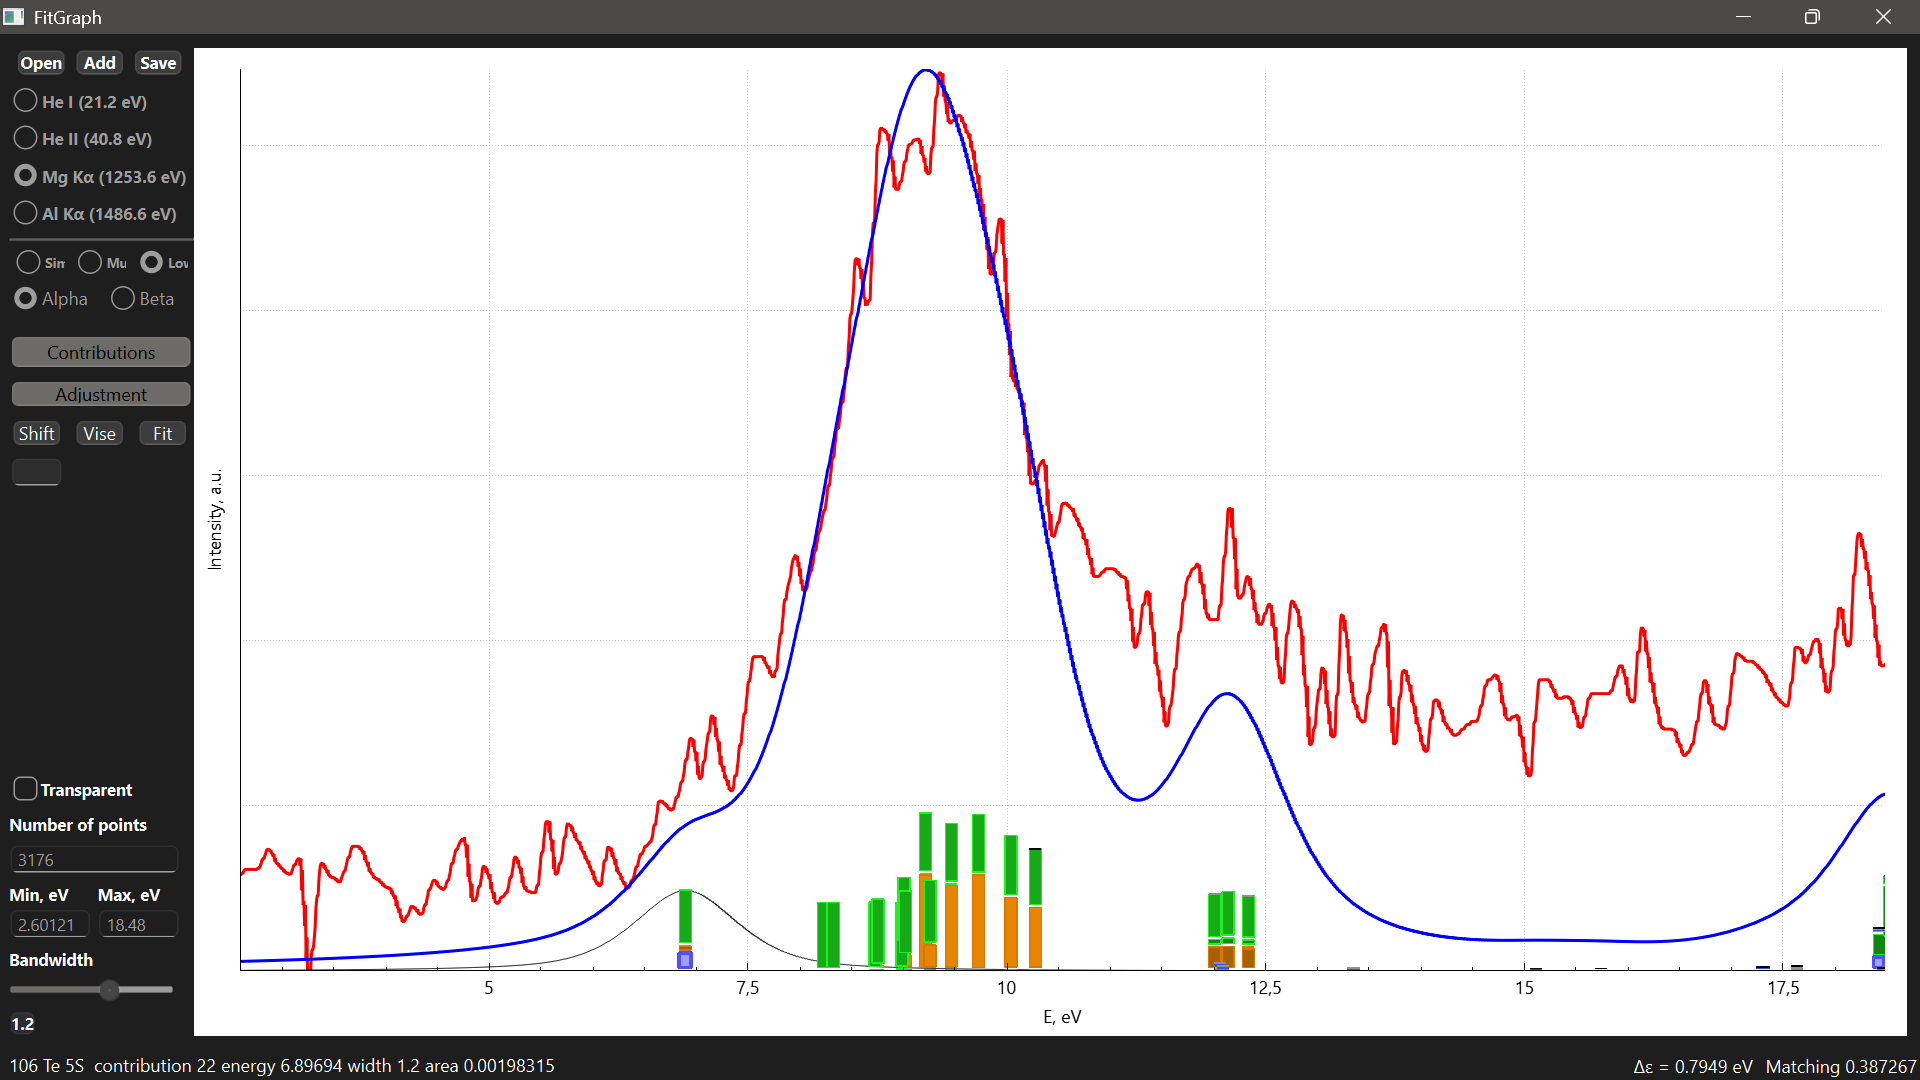 FitGraph
Open Add Save
He I (21.2 eV)
He II (40.8 eV)
Mg Kα (1253.6 eV)
Al Kα (1486.6 eV)
Sin Mu Lov
Alpha Beta
Contributions
Adjustment
Shift Vise Fit
Transparent
Number of points
3176
Min, eV Max, eV
2.60121 18.48
Bandwidth
1.2
Intensity, a.u.
5 7,5 10 12,5 15 17,5
E, eV
106 Te 5S contribution 22 energy 6.89694 width 1.2 area 0.00198315
Δε = 0.7949 eV Matching 0.387267